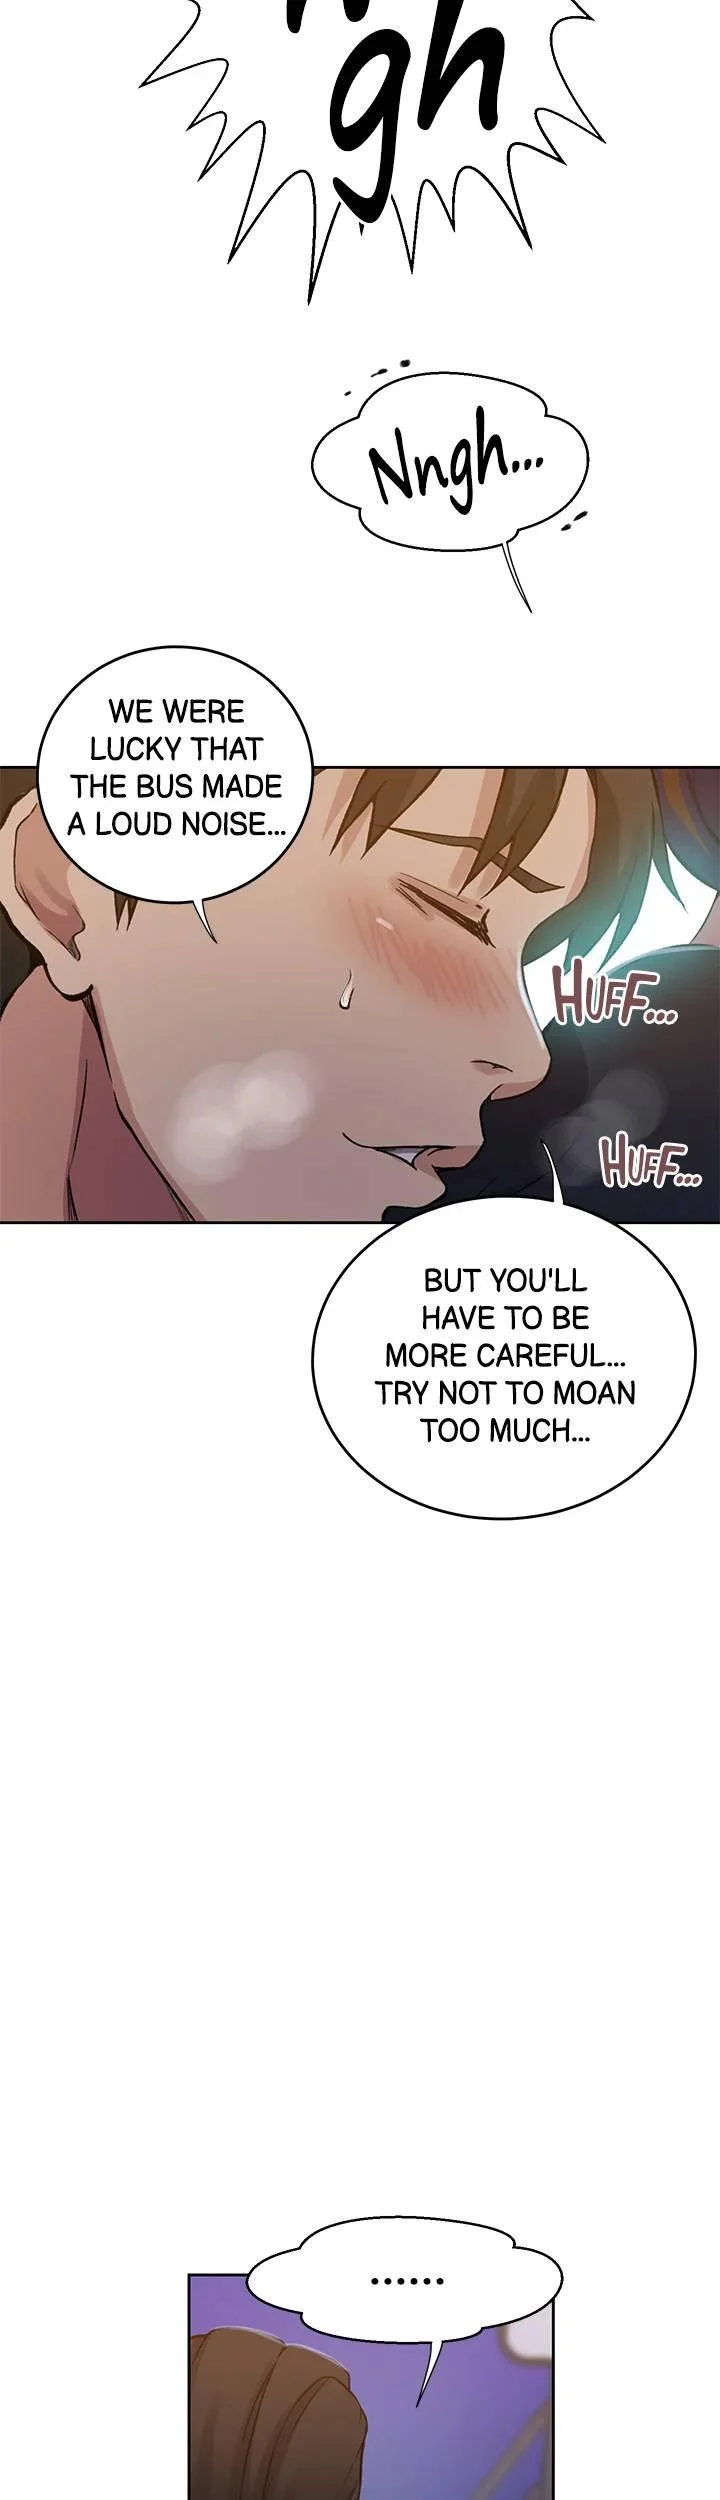 gh
Nngh...
WE WERE
LUCKY THAT
THE BUS MADE
A LOUD NOISE...
HUFF...
HUFF...
BUT YOU'LL
HAVE TO BE
MORE CAREFUL...
TRY NOT TO MOAN
TOO MUCH...
......